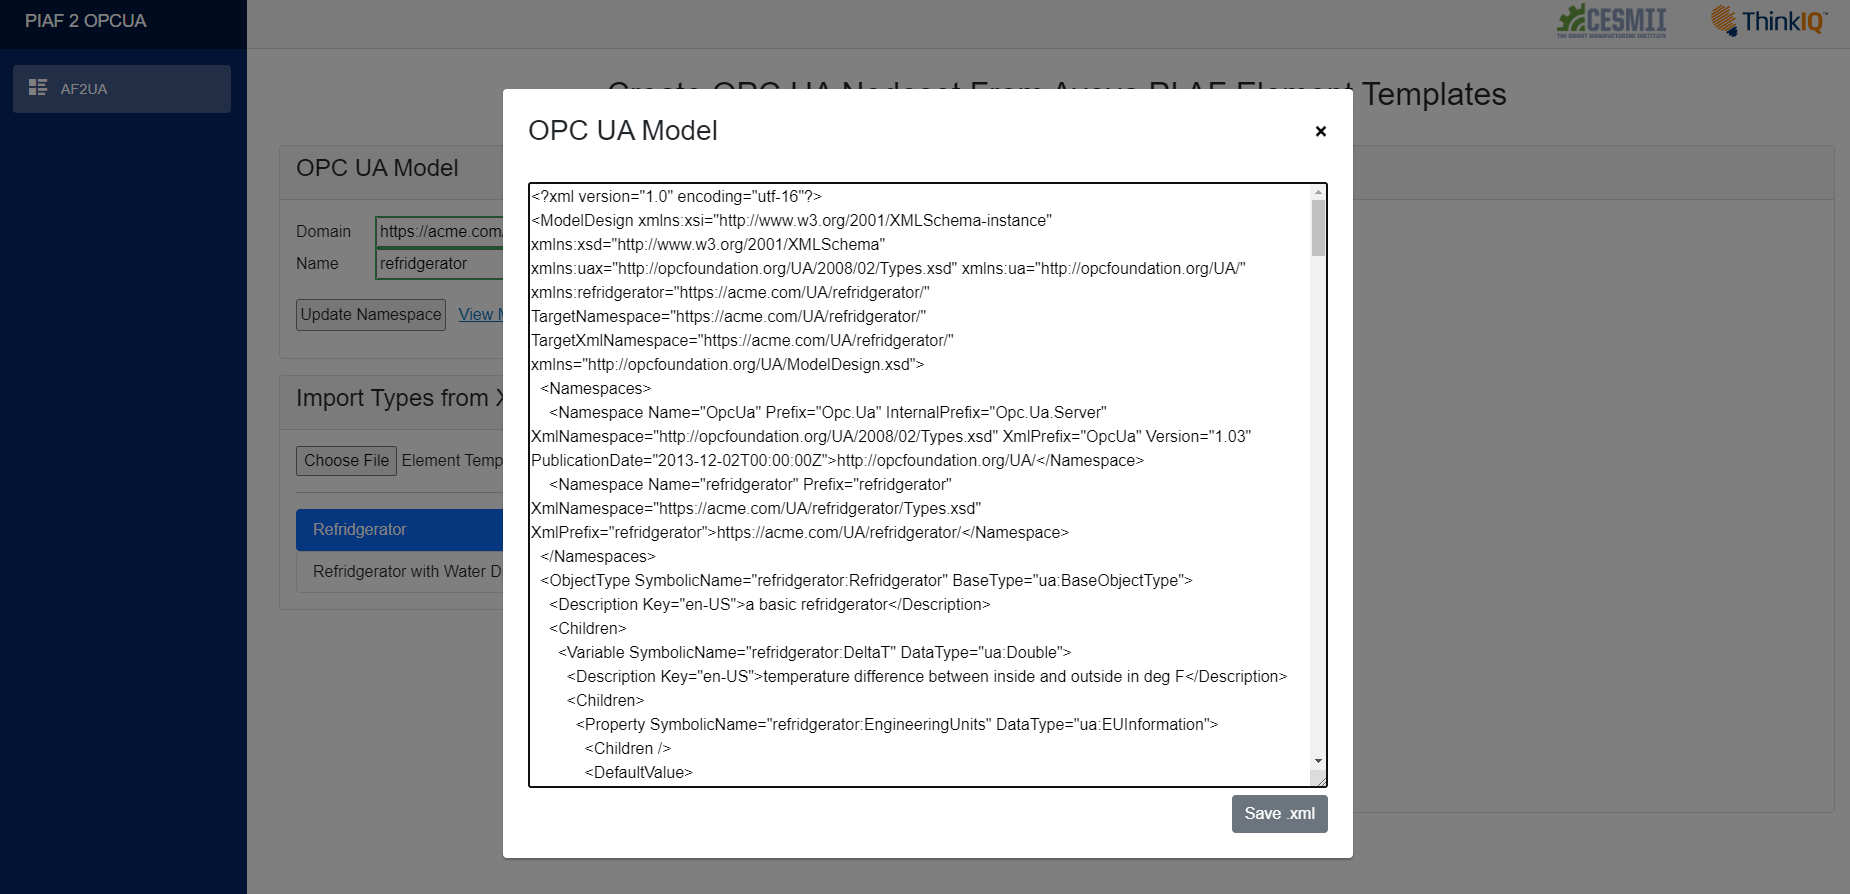 PIAF 2 OPCUA
CESMII
THE SMART MANUFACTURING INSTITUTE
ThinkIQ
AF2UA
Create OPC UA Nodeset From Aveva PI AF Element Templates
OPC UA Model
Domain
https://acme.com/
Name
refridgerator
Update Namespace
View
Import Types from X
Choose File
Element Temp
Refridgerator
Refridgerator with Water D
OPC UA Model
×
<?xml version="1.0" encoding="utf-16"?>
<ModelDesign xmlns:xsi="http://www.w3.org/2001/XMLSchema-instance"
xmlns:xsd="http://www.w3.org/2001/XMLSchema"
xmlns:uax="http://opcfoundation.org/UA/2008/02/Types.xsd" xmlns:ua="http://opcfoundation.org/UA/"
xmlns:refridgerator="https://acme.com/UA/refridgerator/"
TargetNamespace="https://acme.com/UA/refridgerator/"
TargetXmlNamespace="https://acme.com/UA/refridgerator/"
xmlns="http://opcfoundation.org/UA/ModelDesign.xsd">
<Namespaces>
<Namespace Name="OpcUa" Prefix="Opc.Ua" InternalPrefix="Opc.Ua.Server"
XmlNamespace="http://opcfoundation.org/UA/2008/02/Types.xsd" XmlPrefix="OpcUa" Version="1.03"
PublicationDate="2013-12-02T00:00:00Z">http://opcfoundation.org/UA/</Namespace>
<Namespace Name="refridgerator" Prefix="refridgerator"
XmlNamespace="https://acme.com/UA/refridgerator/Types.xsd"
XmlPrefix="refridgerator">https://acme.com/UA/refridgerator/</Namespace>
</Namespaces>
<ObjectType SymbolicName="refridgerator:Refridgerator" BaseType="ua:BaseObjectType">
<Description Key="en-US">a basic refridgerator</Description>
<Children>
<Variable SymbolicName="refridgerator:DeltaT" DataType="ua:Double">
<Description Key="en-US">temperature difference between inside and outside in deg F</Description>
<Children>
<Property SymbolicName="refridgerator:EngineeringUnits" DataType="ua:EUInformation">
<Children />
<DefaultValue>
Save .xml